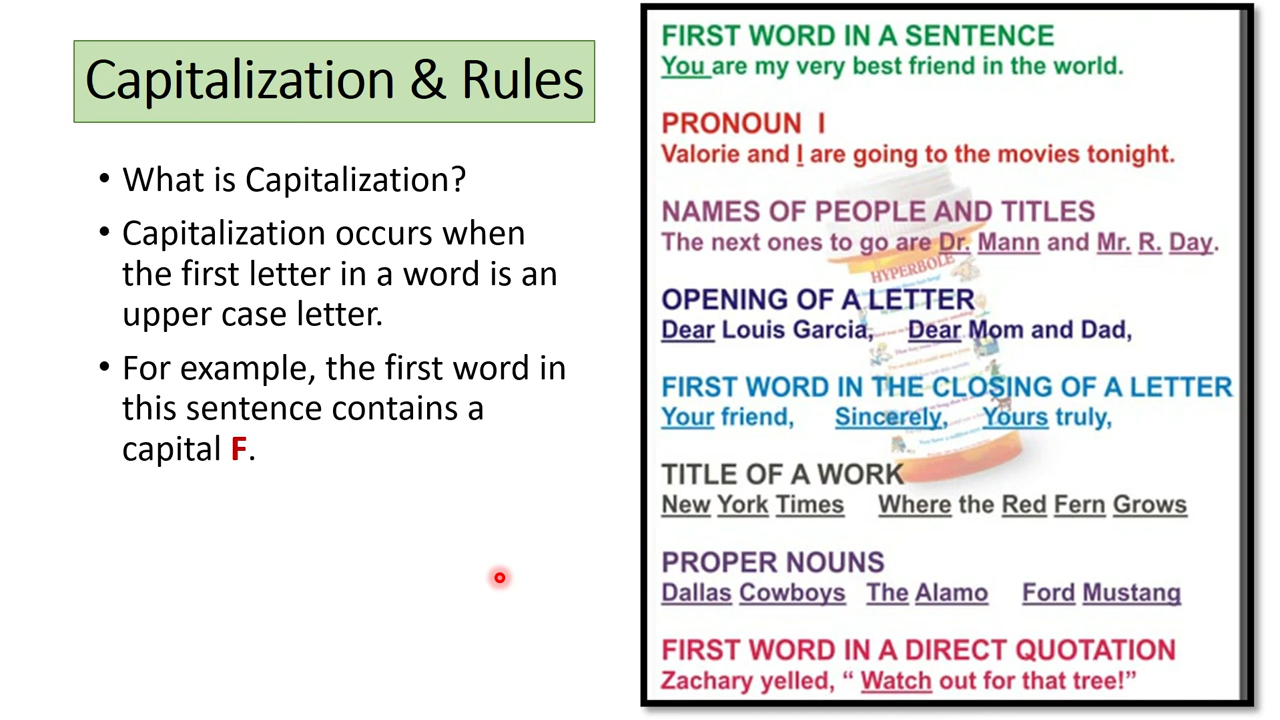 Capitalization & Rules
• What is Capitalization?
• Capitalization occurs when
the first letter in a word is an
upper case letter.
• For example, the first word in
this sentence contains a
capital F.
FIRST WORD IN A SENTENCE
You are my very best friend in the world.
PRONOUN I
Valorie and I are going to the movies tonight.
NAMES OF PEOPLE AND TITLES
The next ones to go are Dr. Mann and Mr. R. Day.
HYPERBOLE
OPENING OF A LETTER
Dear Louis Garcia, Dear Mom and Dad,
FIRST WORD IN THE CLOSING OF A LETTER
Your friend, Sincerely, Yours truly,
TITLE OF A WORK
New York Times Where the Red Fern Grows
PROPER NOUNS
Dallas Cowboys The Alamo Ford Mustang
FIRST WORD IN A DIRECT QUOTATION
Zachary yelled, “ Watch out for that tree!”